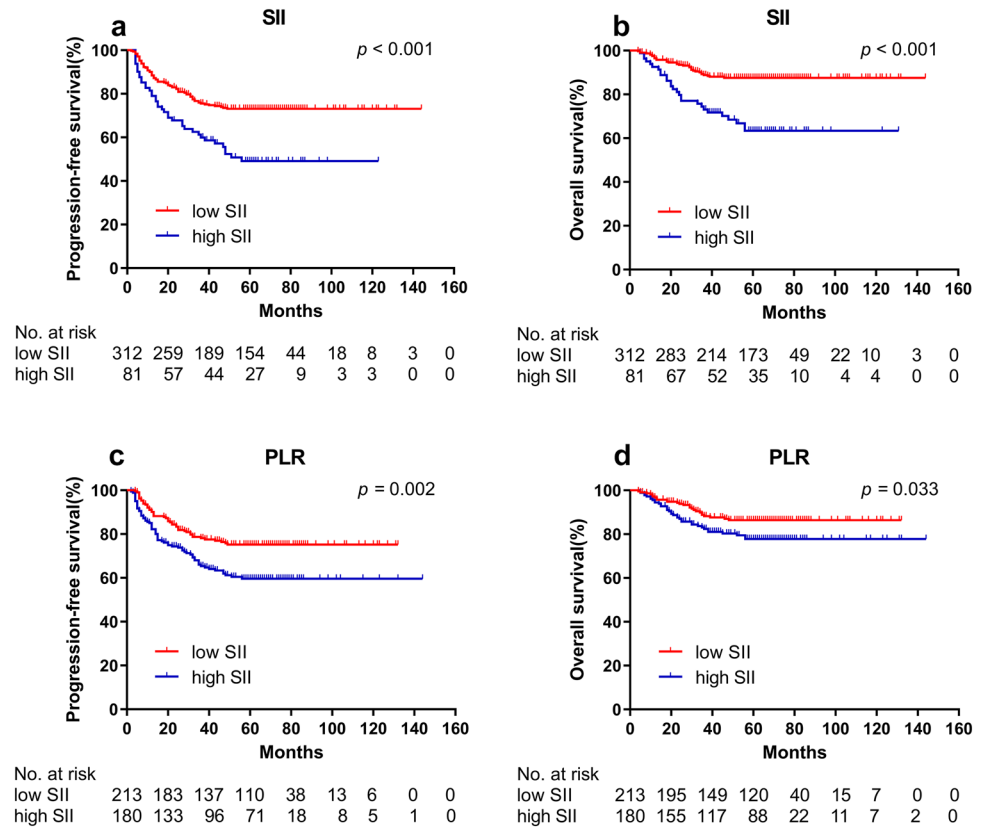 a
SII
p < 0.001
Progression-free survival(%)
100
80
60
40
20
0
low SII
high SII
0 20 40 60 80 100 120 140 160
Months
No. at risk
low SII 312 259 189 154 44 18 8 3 0
high SII 81 57 44 27 9 3 3 0 0
b
SII
p < 0.001
Overall survival(%)
100
80
60
40
20
0
low SII
high SII
0 20 40 60 80 100 120 140 160
Months
No. at risk
low SII 312 283 214 173 49 22 10 3 0
high SII 81 67 52 35 10 4 4 0 0
c
PLR
p = 0.002
Progression-free survival(%)
100
80
60
40
20
0
low SII
high SII
0 20 40 60 80 100 120 140 160
Months
No. at risk
low SII 213 183 137 110 38 13 6 0 0
high SII 180 133 96 71 18 8 5 1 0
d
PLR
p = 0.033
Overall survival(%)
100
80
60
40
20
0
low SII
high SII
0 20 40 60 80 100 120 140 160
Months
No. at risk
low SII 213 195 149 120 40 15 7 0 0
high SII 180 155 117 88 22 11 7 2 0